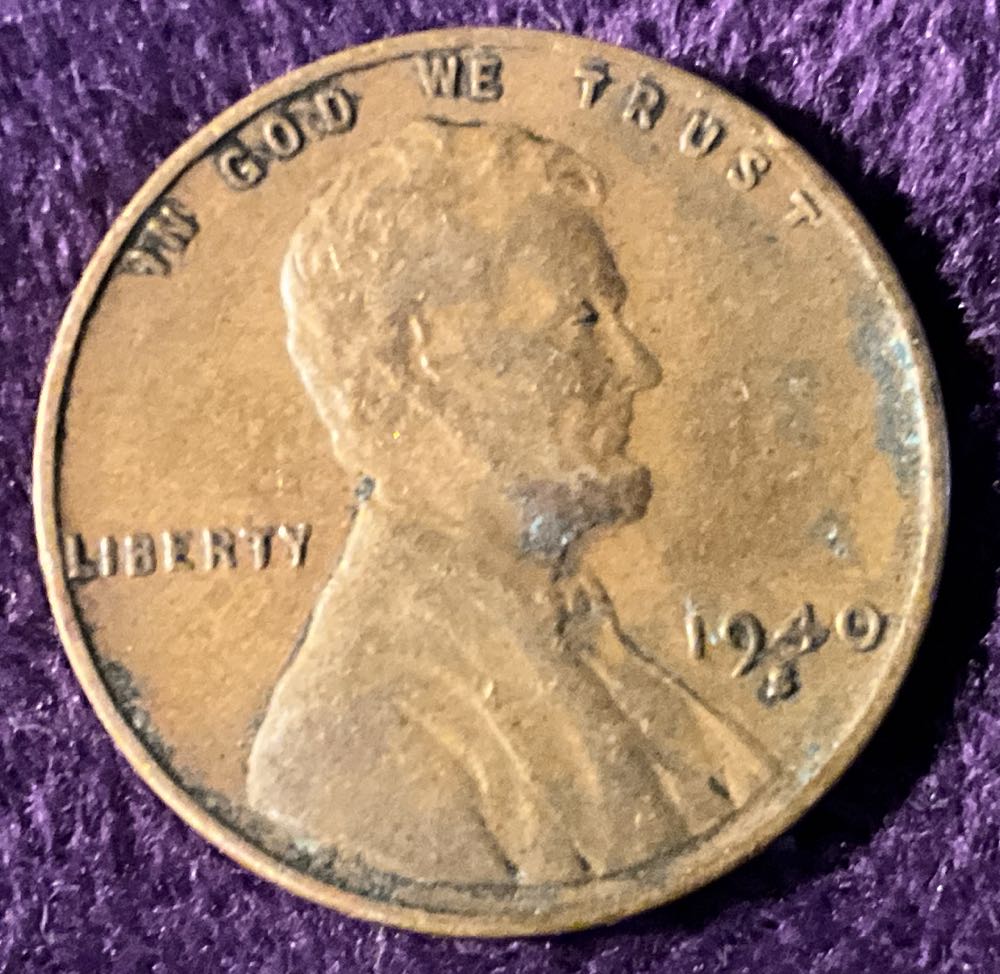 IN GOD WE TRUST
LIBERTY
1940
S